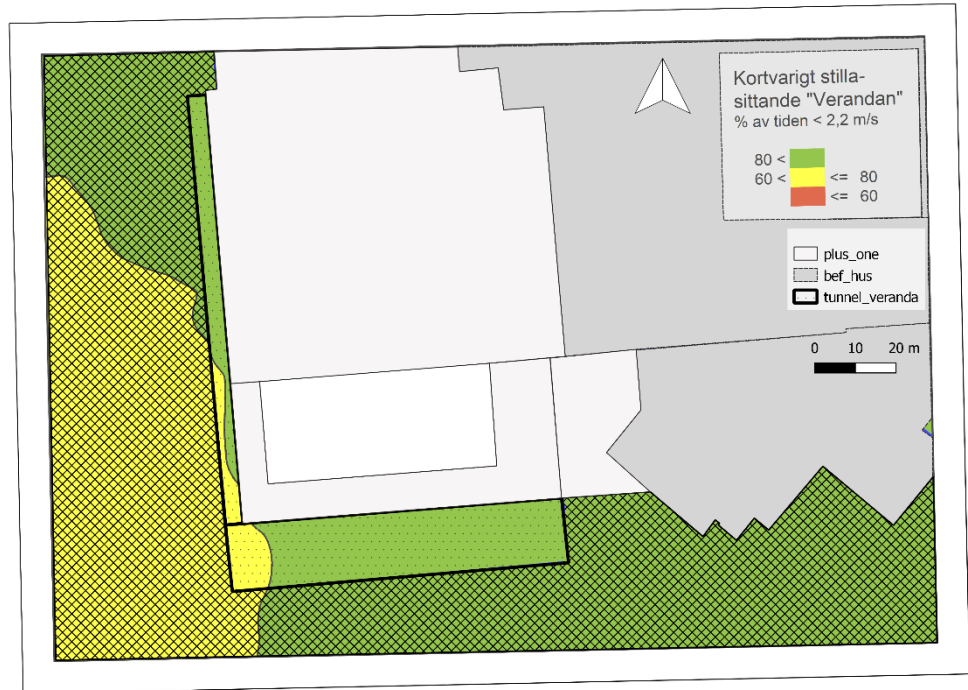 Kortvarigt stilla-
sittande "Verandan"
% av tiden < 2,2 m/s
80 <
60 < <= 80
<= 60
plus_one
bef_hus
tunnel_veranda
0 10 20 m